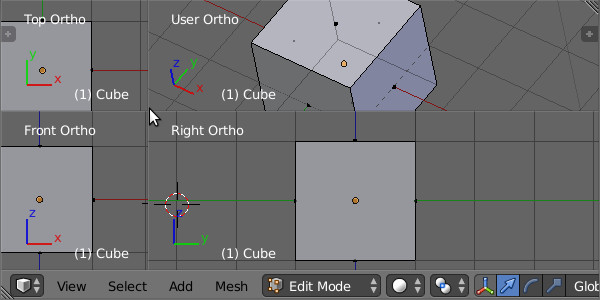 Top Ortho
y
x
(1) Cube
User Ortho
z
y
x
(1) Cube
Front Ortho
z
x
(1) Cube
Right Ortho
z
y
(1) Cube
View Select Add Mesh Edit Mode Glob